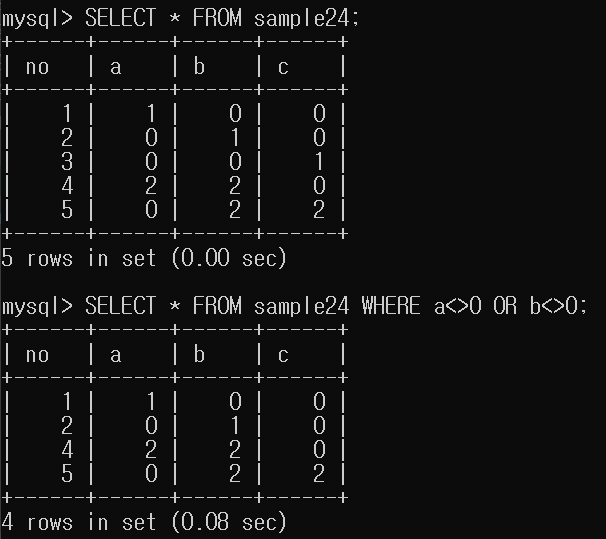 mysql> SELECT * FROM sample24;
+------+------+------+------+
| no   | a    | b    | c    |
+------+------+------+------+
|    1 |    1 |    0 |    0 |
|    2 |    0 |    1 |    0 |
|    3 |    0 |    0 |    1 |
|    4 |    2 |    2 |    0 |
|    5 |    0 |    2 |    2 |
+------+------+------+------+
5 rows in set (0.00 sec)
mysql> SELECT * FROM sample24 WHERE a<>0 OR b<>0;
+------+------+------+------+
| no   | a    | b    | c    |
+------+------+------+------+
|    1 |    1 |    0 |    0 |
|    2 |    0 |    1 |    0 |
|    4 |    2 |    2 |    0 |
|    5 |    0 |    2 |    2 |
+------+------+------+------+
4 rows in set (0.08 sec)